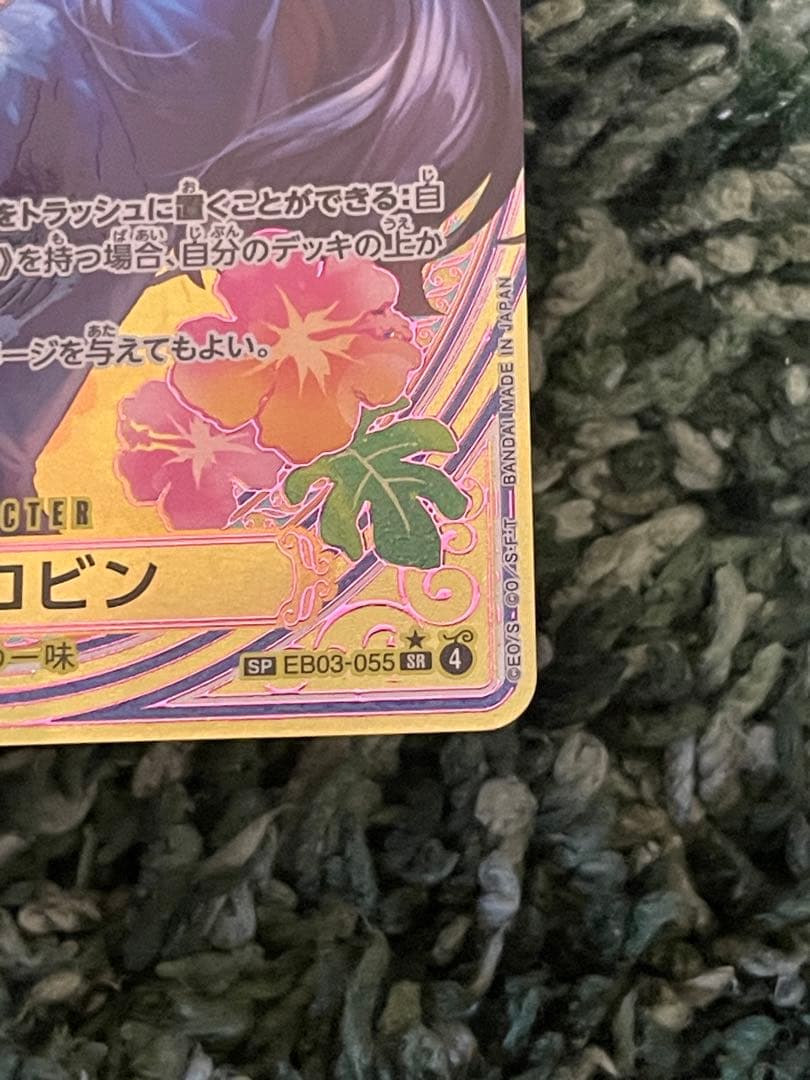 をトラッシュに置くことができる：自
》を持つ場合、自分のデッキの上か
ージを与えてもよい。
CTER
ロビン
の一味
SP EB03-055 SR 4
©EO/S ©O/S・F・T BANDAI MADE IN JAPAN